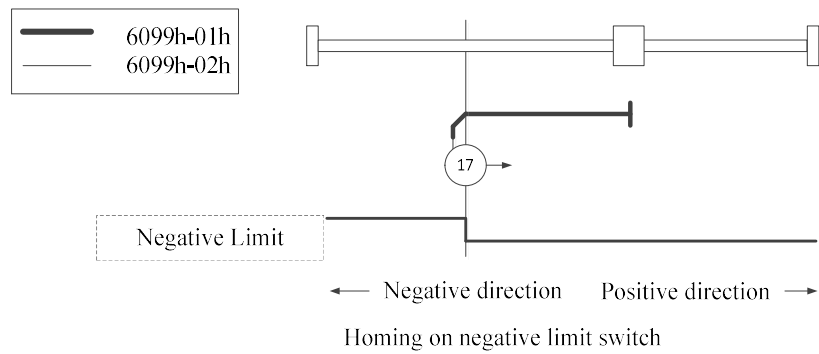 6099h-01h
6099h-02h
17
Negative Limit
Negative direction
Positive direction
Homing on negative limit switch